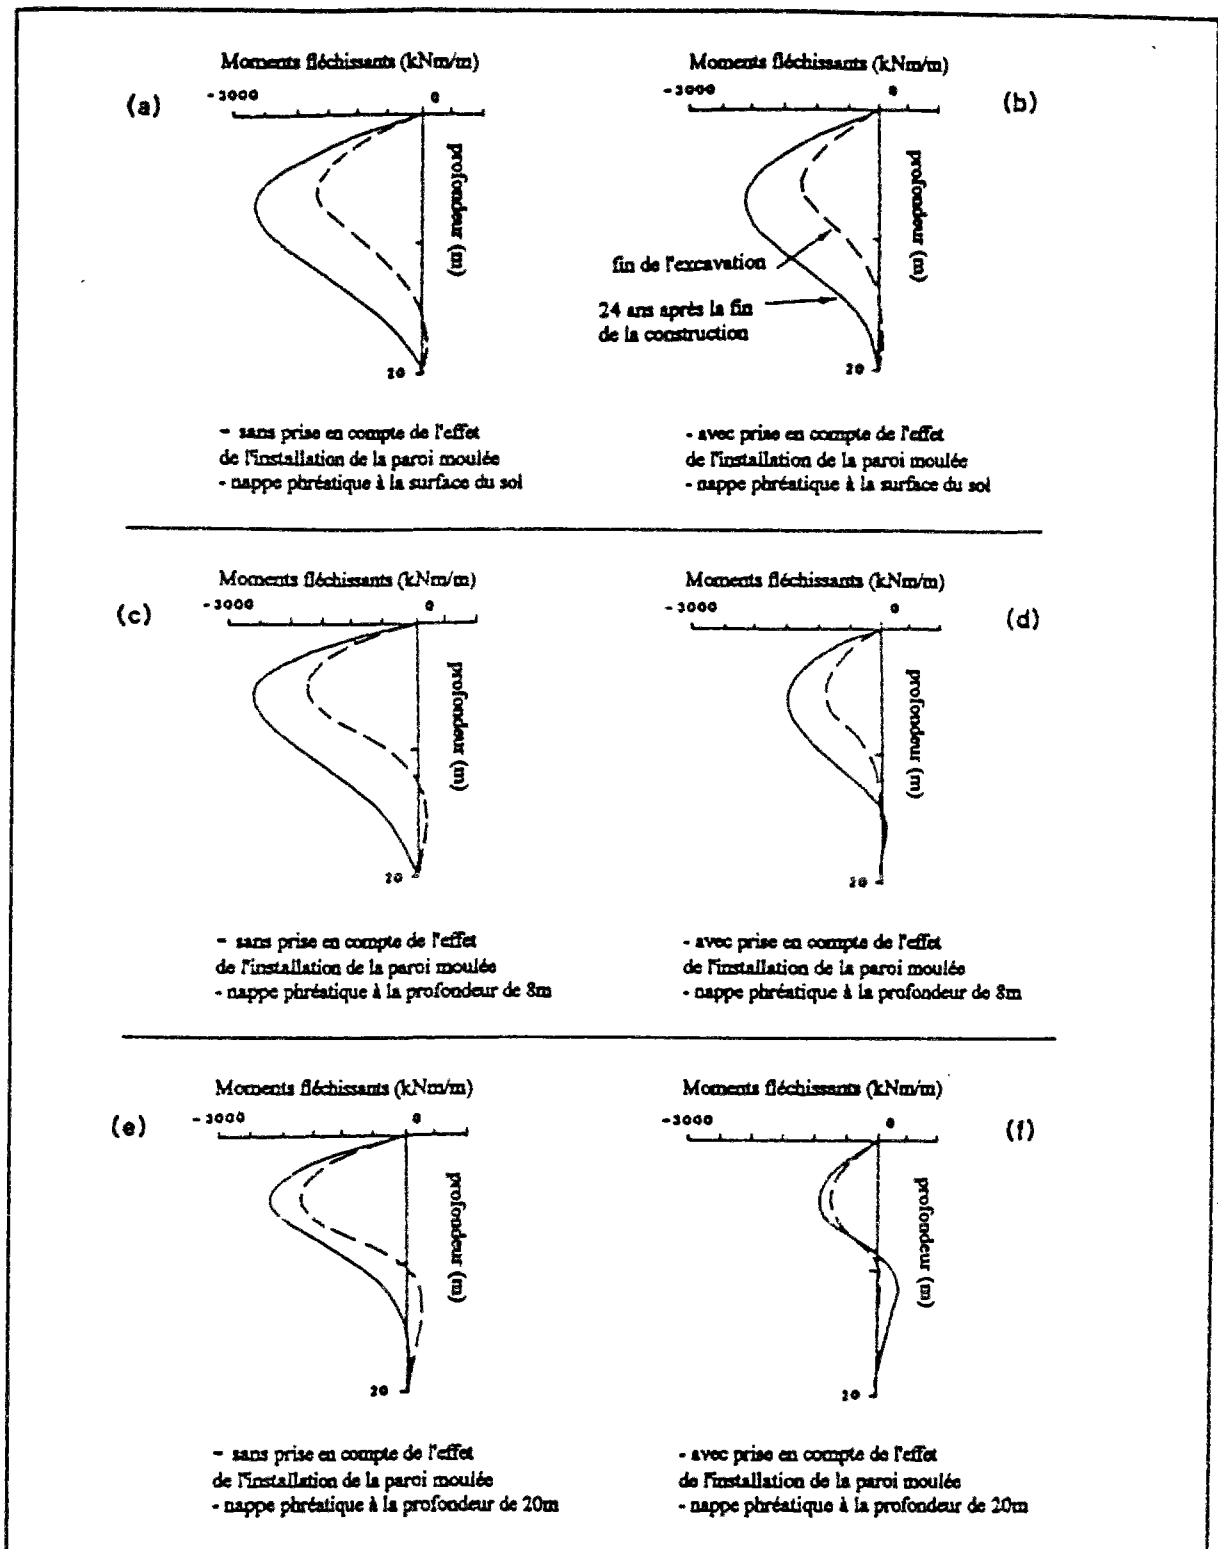 Moments fléchissants (kNm/m)
(a)
-3000
0
profondeur (m)
20
- sans prise en compte de l'effet
de l'installation de la paroi moulée
- nappe phréatique à la surface du sol
Moments fléchissants (kNm/m)
(b)
-3000
0
profondeur (m)
fin de l'excavation
24 ans après la fin
de la construction
20
- avec prise en compte de l'effet
de l'installation de la paroi moulée
- nappe phréatique à la surface du sol
Moments fléchissants (kNm/m)
(c)
-3000
0
profondeur (m)
20
- sans prise en compte de l'effet
de l'installation de la paroi moulée
- nappe phréatique à la profondeur de 8m
Moments fléchissants (kNm/m)
(d)
-3000
0
profondeur (m)
20
- avec prise en compte de l'effet
de l'installation de la paroi moulée
- nappe phréatique à la profondeur de 8m
Moments fléchissants (kNm/m)
(e)
-3000
0
profondeur (m)
20
- sans prise en compte de l'effet
de l'installation de la paroi moulée
- nappe phréatique à la profondeur de 20m
Moments fléchissants (kNm/m)
(f)
-3000
0
profondeur (m)
20
- avec prise en compte de l'effet
de l'installation de la paroi moulée
- nappe phréatique à la profondeur de 20m